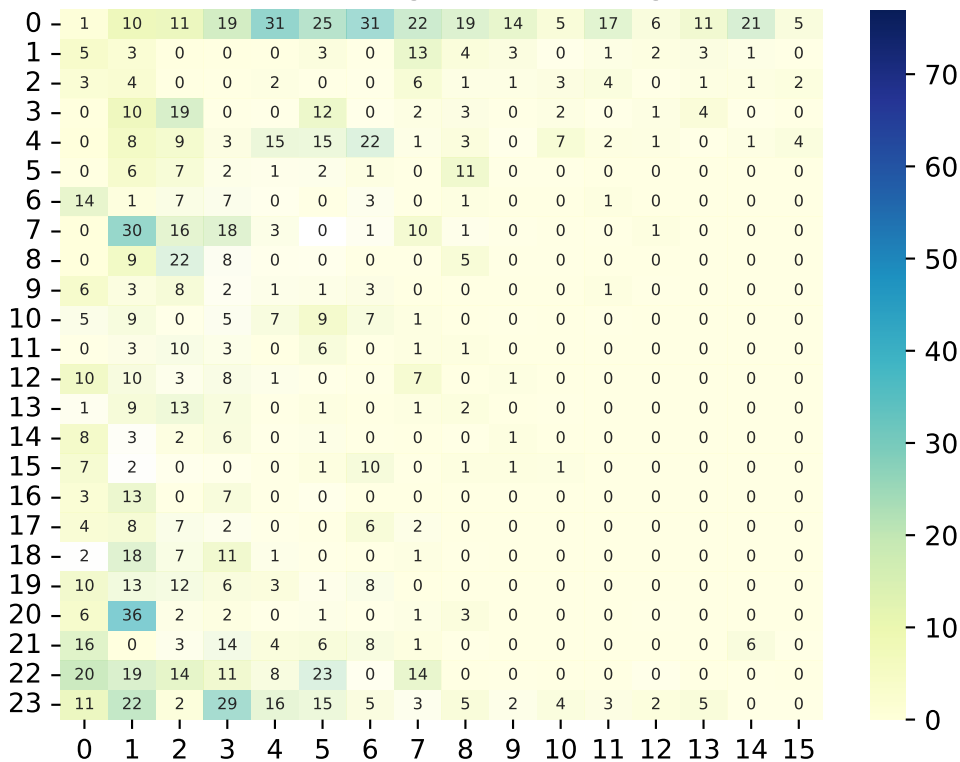 0 1 10 11 19 31 25 31 22 19 14 5 17 6 11 21 5
1 5 3 0 0 0 3 0 13 4 3 0 1 2 3 1 0
2 3 4 0 0 2 0 0 6 1 1 3 4 0 1 1 2
3 0 10 19 0 0 12 0 2 3 0 2 0 1 4 0 0
4 0 8 9 3 15 15 22 1 3 0 7 2 1 0 1 4
5 0 6 7 2 1 2 1 0 11 0 0 0 0 0 0 0
6 14 1 7 7 0 0 3 0 1 0 0 1 0 0 0 0
7 0 30 16 18 3 0 1 10 1 0 0 0 1 0 0 0
8 0 9 22 8 0 0 0 0 5 0 0 0 0 0 0 0
9 6 3 8 2 1 1 3 0 0 0 0 1 0 0 0 0
10 5 9 0 5 7 9 7 1 0 0 0 0 0 0 0 0
11 0 3 10 3 0 6 0 1 1 0 0 0 0 0 0 0
12 10 10 3 8 1 0 0 7 0 1 0 0 0 0 0 0
13 1 9 13 7 0 1 0 1 2 0 0 0 0 0 0 0
14 8 3 2 6 0 1 0 0 0 1 0 0 0 0 0 0
15 7 2 0 0 0 1 10 0 1 1 1 0 0 0 0 0
16 3 13 0 7 0 0 0 0 0 0 0 0 0 0 0 0
17 4 8 7 2 0 0 6 2 0 0 0 0 0 0 0 0
18 2 18 7 11 1 0 0 1 0 0 0 0 0 0 0 0
19 10 13 12 6 3 1 8 0 0 0 0 0 0 0 0 0
20 6 36 2 2 0 1 0 1 3 0 0 0 0 0 0 0
21 16 0 3 14 4 6 8 1 0 0 0 0 0 0 6 0
22 20 19 14 11 8 23 0 14 0 0 0 0 0 0 0 0
23 11 22 2 29 16 15 5 3 5 2 4 3 2 5 0 0
0 1 2 3 4 5 6 7 8 9 10 11 12 13 14 15
70
60
50
40
30
20
10
0